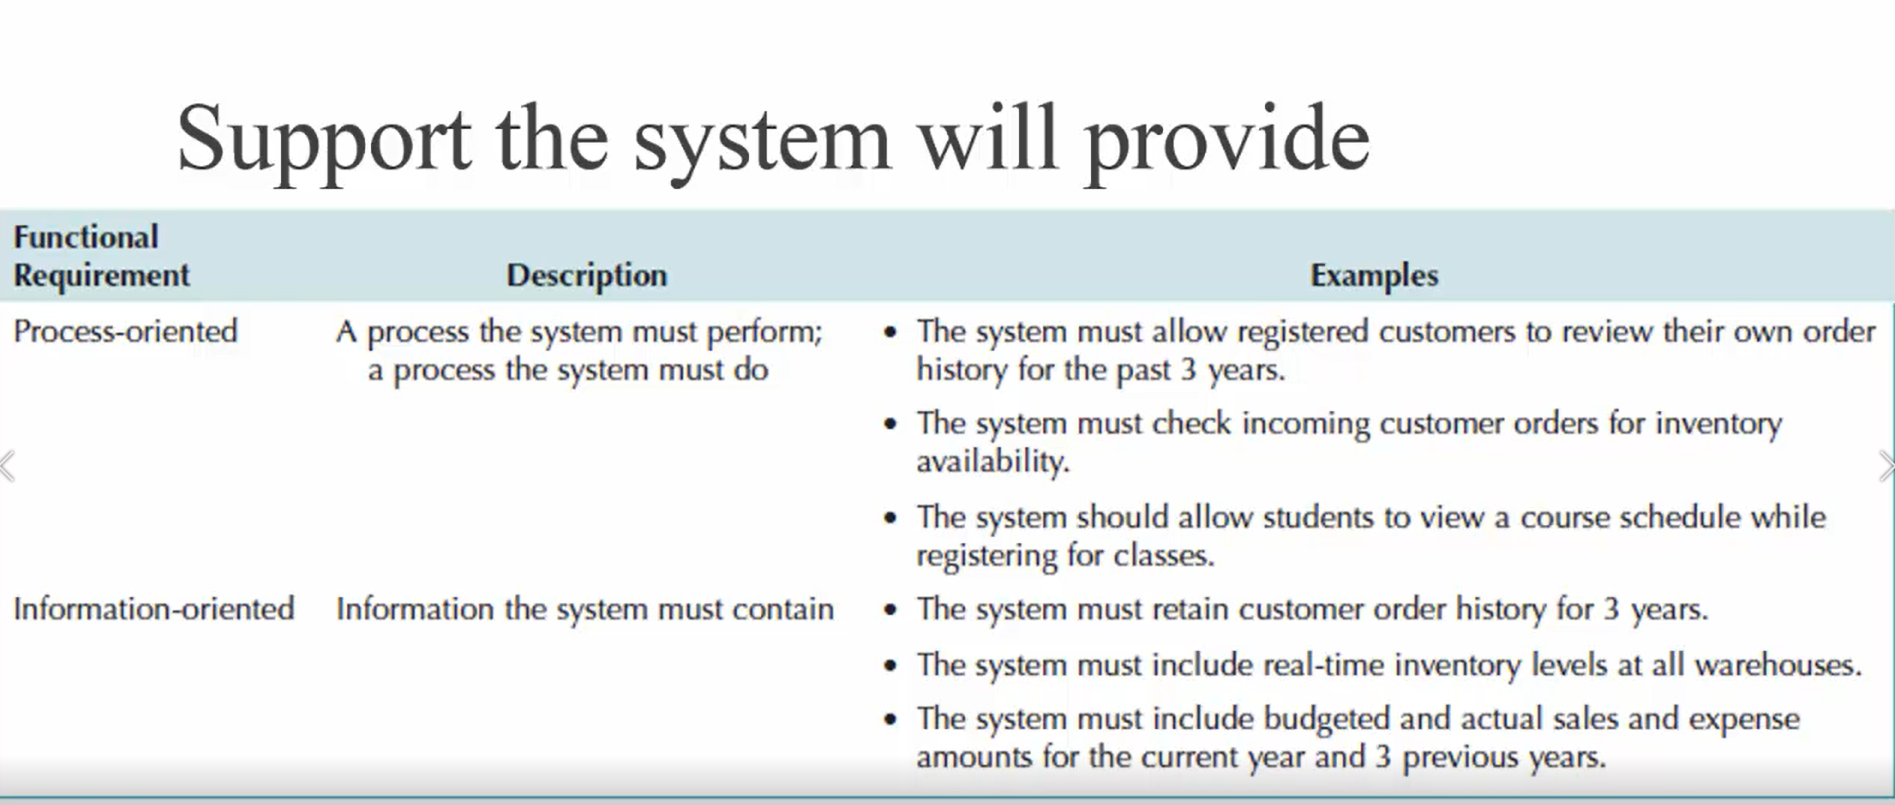 Support the system will provide
Functional
Requirement
Description
Examples
Process-oriented
A process the system must perform;
a process the system must do
• The system must allow registered customers to review their own order
history for the past 3 years.
• The system must check incoming customer orders for inventory
availability.
• The system should allow students to view a course schedule while
registering for classes.
Information-oriented
Information the system must contain
• The system must retain customer order history for 3 years.
• The system must include real-time inventory levels at all warehouses.
• The system must include budgeted and actual sales and expense
amounts for the current year and 3 previous years.